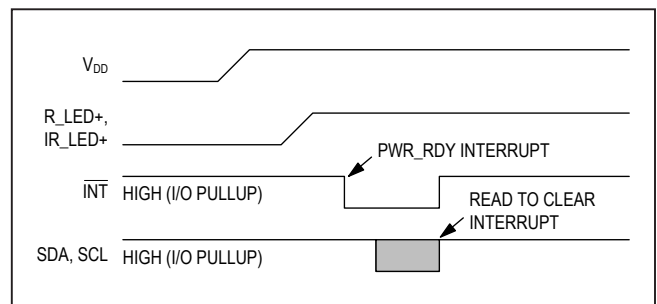 VDD
R_LED+,
IR_LED+
PWR_RDY INTERRUPT
INT HIGH (I/O PULLUP)
READ TO CLEAR
INTERRUPT
SDA, SCL HIGH (I/O PULLUP)